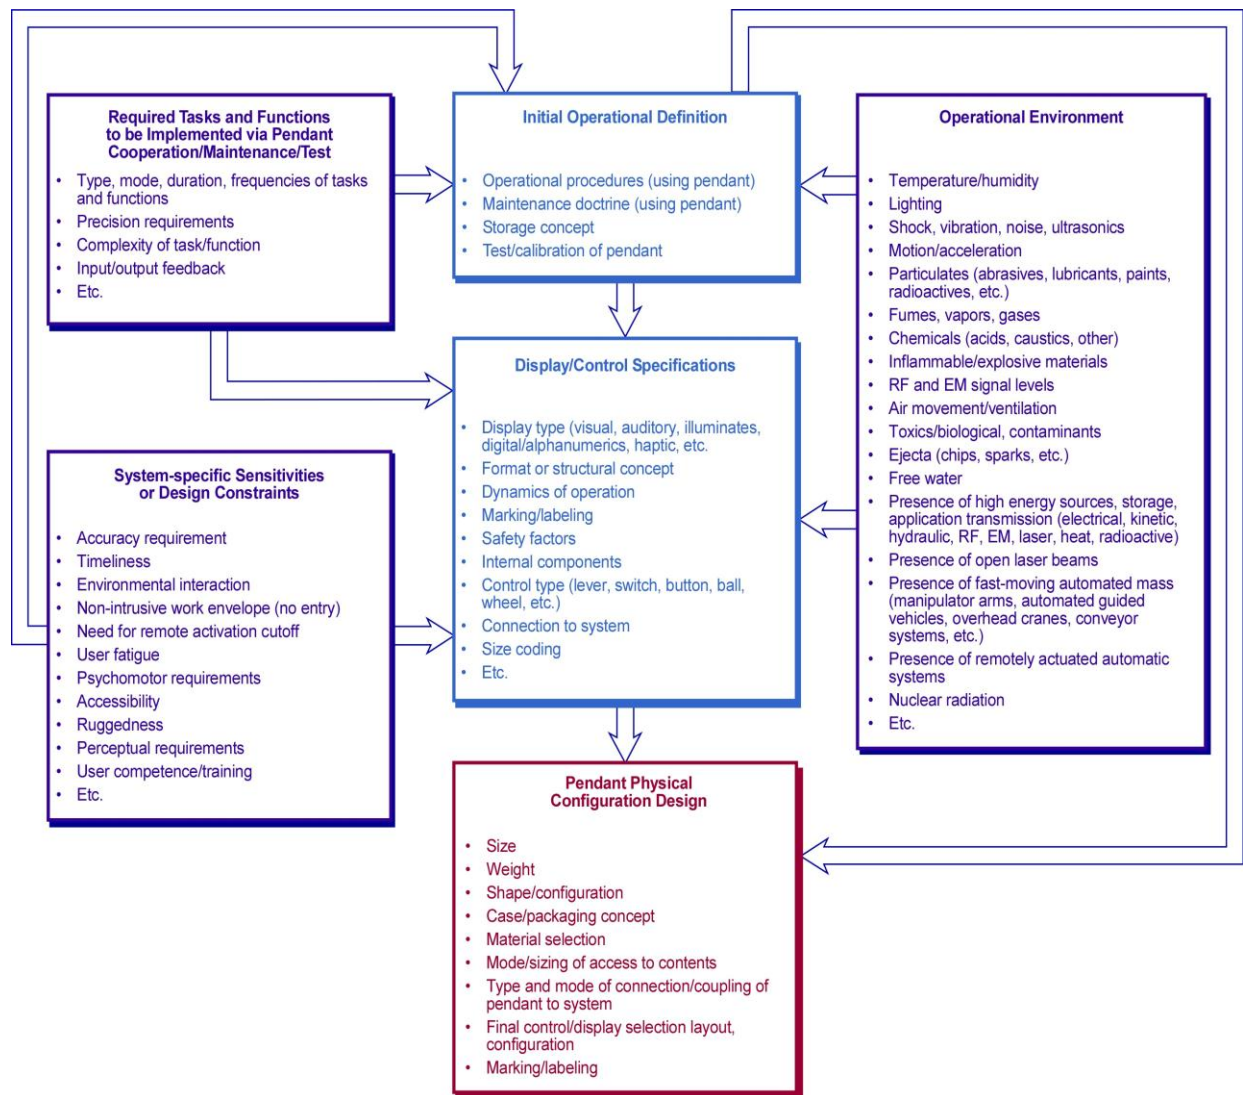 Required Tasks and Functions
to be Implemented via Pendant
Cooperation/Maintenance/Test
• Type, mode, duration, frequencies of tasks
and functions
• Precision requirements
• Complexity of task/function
• Input/output feedback
• Etc.
System-specific Sensitivities
or Design Constraints
• Accuracy requirement
• Timeliness
• Environmental interaction
• Non-intrusive work envelope (no entry)
• Need for remote activation cutoff
• User fatigue
• Psychomotor requirements
• Accessibility
• Ruggedness
• Perceptual requirements
• User competence/training
• Etc.
Initial Operational Definition
• Operational procedures (using pendant)
• Maintenance doctrine (using pendant)
• Storage concept
• Test/calibration of pendant
Display/Control Specifications
• Display type (visual, auditory, illuminates,
digital/alphanumerics, haptic, etc.
• Format or structural concept
• Dynamics of operation
• Marking/labeling
• Safety factors
• Internal components
• Control type (lever, switch, button, ball,
wheel, etc.)
• Connection to system
• Size coding
• Etc.
Pendant Physical
Configuration Design
• Size
• Weight
• Shape/configuration
• Case/packaging concept
• Material selection
• Mode/sizing of access to contents
• Type and mode of connection/coupling of
pendant to system
• Final control/display selection layout,
configuration
• Marking/labeling
Operational Environment
• Temperature/humidity
• Lighting
• Shock, vibration, noise, ultrasonics
• Motion/acceleration
• Particulates (abrasives, lubricants, paints,
radioactives, etc.)
• Fumes, vapors, gases
• Chemicals (acids, caustics, other)
• Inflammable/explosive materials
• RF and EM signal levels
• Air movement/ventilation
• Toxics/biological, contaminants
• Ejecta (chips, sparks, etc.)
• Free water
• Presence of high energy sources, storage,
application transmission (electrical, kinetic,
hydraulic, RF, EM, laser, heat, radioactive)
• Presence of open laser beams
• Presence of fast-moving automated mass
(manipulator arms, automated guided
vehicles, overhead cranes, conveyor
systems, etc.)
• Presence of remotely actuated automatic
systems
• Nuclear radiation
• Etc.